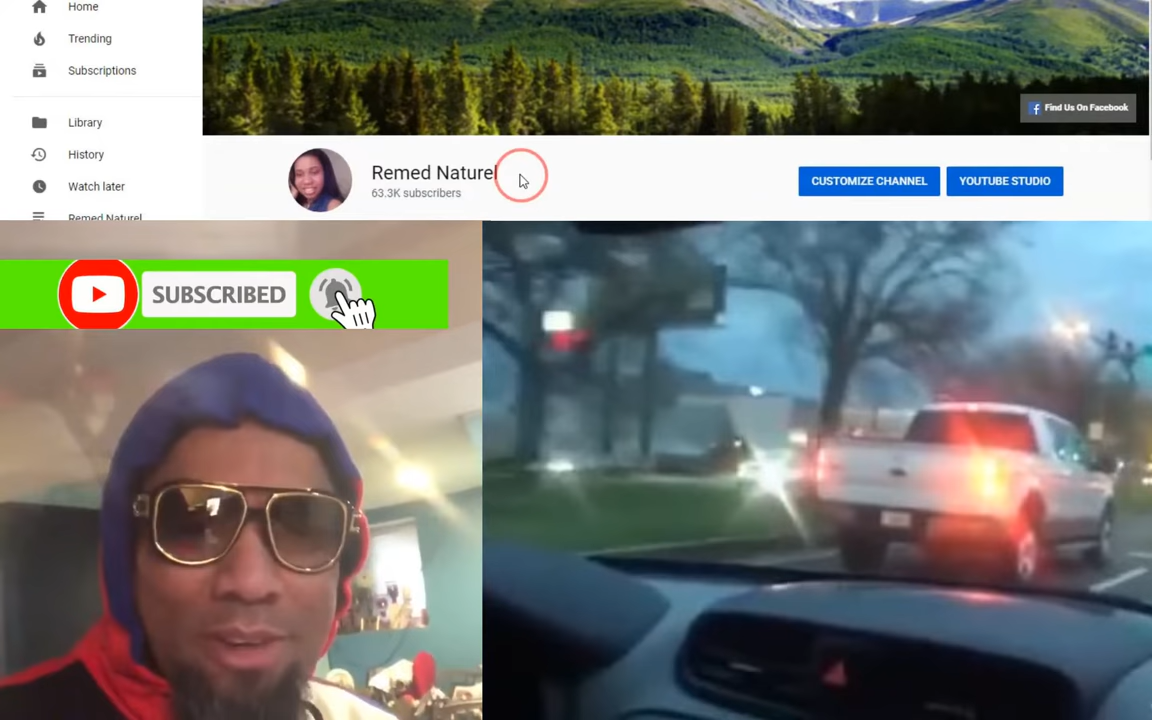 Home
Trending
Subscriptions
Library
History
Watch later
Remed Naturel
Find Us On Facebook
Remed Naturel
63.3K subscribers
CUSTOMIZE CHANNEL
YOUTUBE STUDIO
SUBSCRIBED